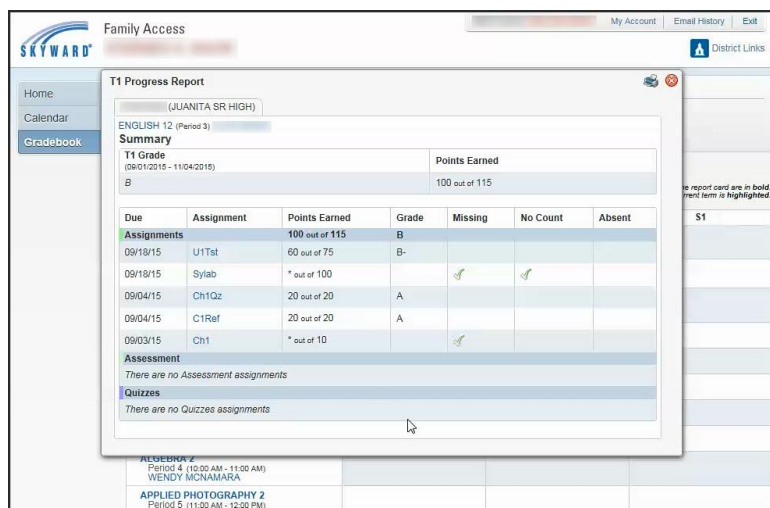 SKYWARD®
Family Access
My Account
Email History
Exit
District Links
Home
Calendar
Gradebook
T1 Progress Report
(JUANITA SR HIGH)
ENGLISH 12 (Period 3)
Summary
T1 Grade
(09/01/2015 - 11/04/2015)
Points Earned
B
100 out of 115
Due Assignment Points Earned Grade Missing No Count Absent
Assignments 100 out of 115 B
09/18/15 U1Tst 60 out of 75 B-
09/18/15 Sylab * out of 100
09/04/15 Ch1Qz 20 out of 20 A
09/04/15 C1Ref 20 out of 20 A
09/03/15 Ch1 * out of 10
Assessment
There are no Assessment assignments
Quizzes
There are no Quizzes assignments
e report card are in bold.
rrent term is highlighted.
S1
ALGEBRA 2
Period 4 (10:00 AM - 11:00 AM)
WENDY MCNAMARA
APPLIED PHOTOGRAPHY 2
Period 5 (11:00 AM - 12:00 PM)